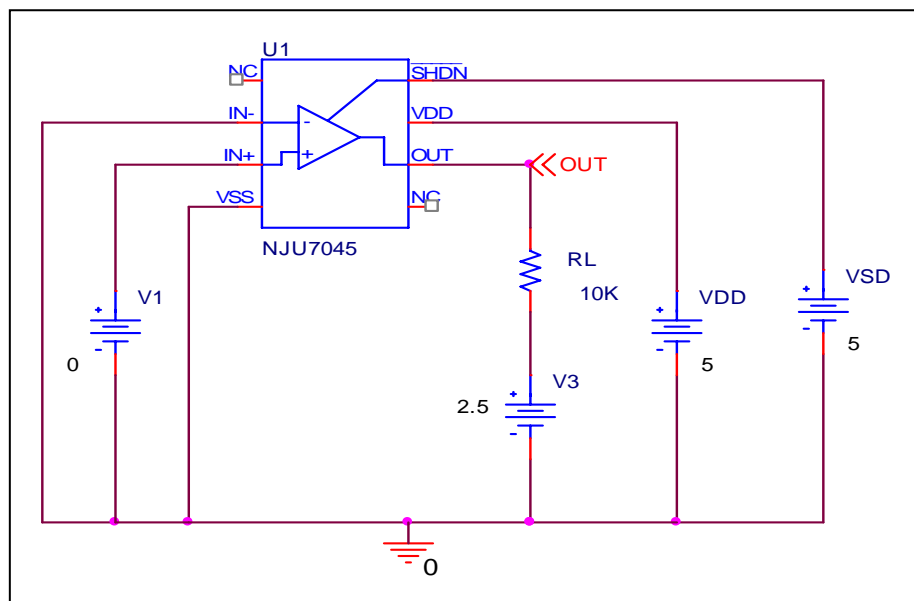 U1
NC
SHDN
IN-
VDD
IN+
OUT
OUT
VSS
NC
NJU7045
-
+
RL
10K
V1
+
-
0
V3
2.5
+
-
VDD
+
-
5
VSD
+
-
5
0